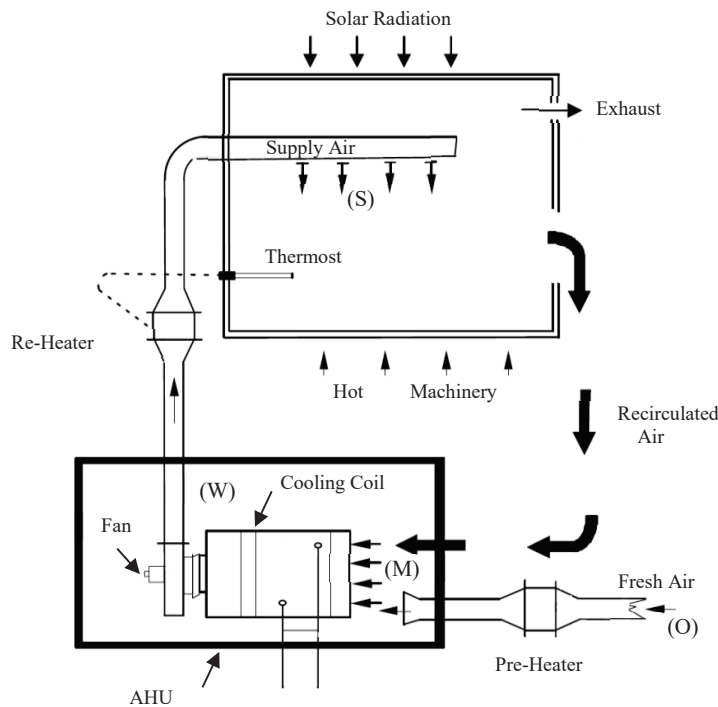 Solar Radiation
Exhaust
Supply Air
(S)
Thermost
Re-Heater
Hot Machinery
Recirculated
Air
(W)
Cooling Coil
Fan
(M)
Fresh Air
(O)
Pre-Heater
AHU